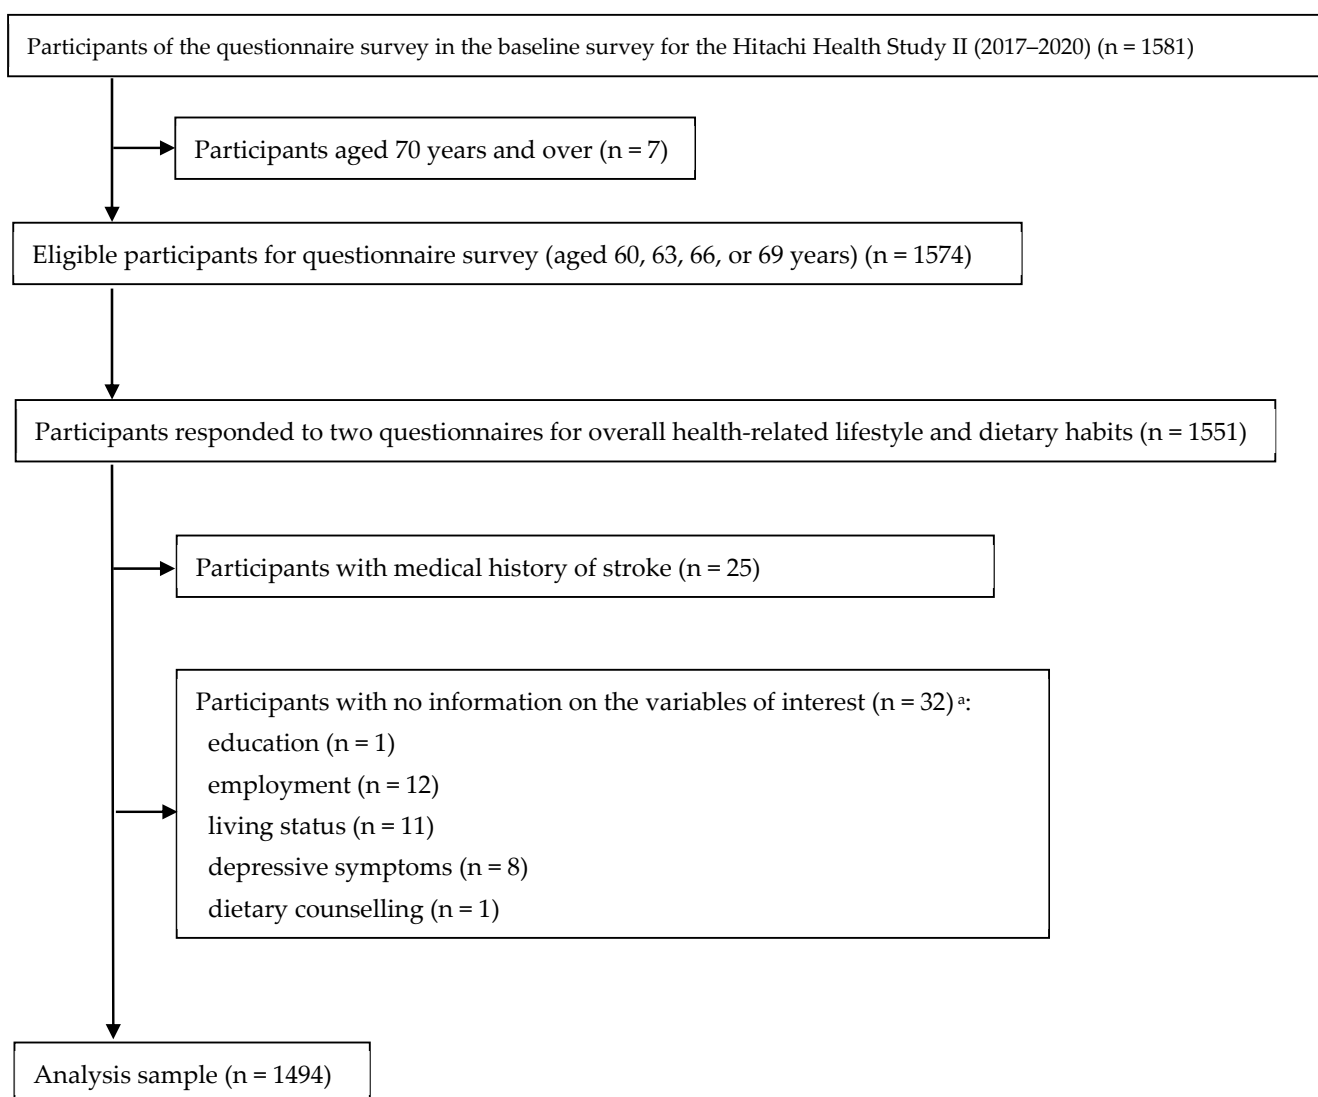 Participants of the questionnaire survey in the baseline survey for the Hitachi Health Study II (2017–2020) (n = 1581)
Participants aged 70 years and over (n = 7)
Eligible participants for questionnaire survey (aged 60, 63, 66, or 69 years) (n = 1574)
Participants responded to two questionnaires for overall health-related lifestyle and dietary habits (n = 1551)
Participants with medical history of stroke (n = 25)
Participants with no information on the variables of interest (n = 32) ᵃ:
education (n = 1)
employment (n = 12)
living status (n = 11)
depressive symptoms (n = 8)
dietary counselling (n = 1)
Analysis sample (n = 1494)